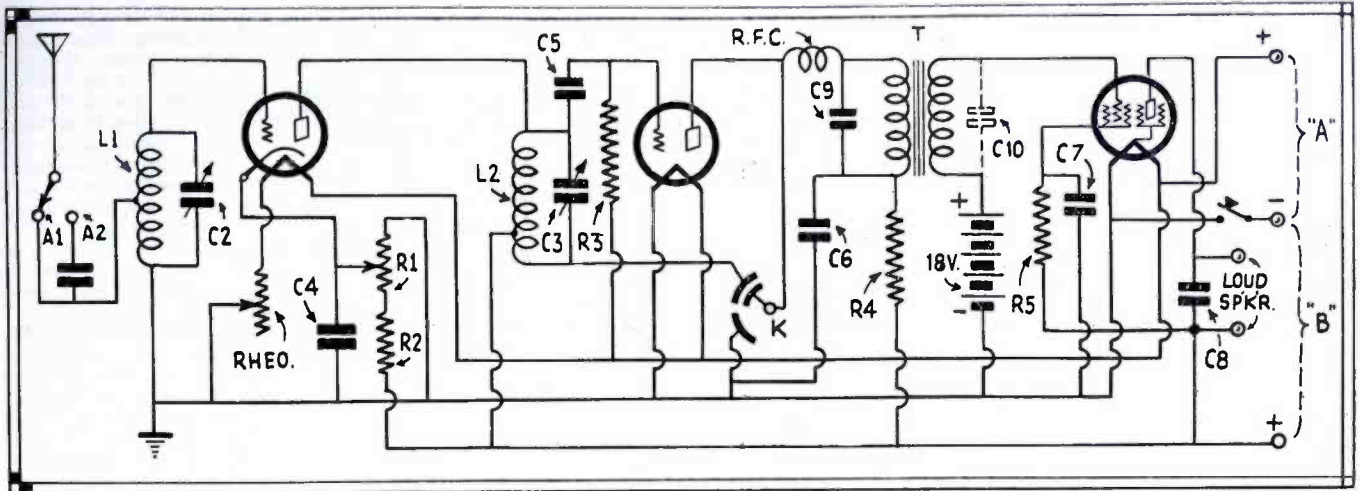 A1
A2
L1
C2
RHEO.
C4
R1
R2
L2
C5
C3
R3
K
R.F.C.
C9
C6
T
R4
C10
+
18V.
-
R5
C7
LOUD
SPKR.
C8
+
"A"
-
"B"
+